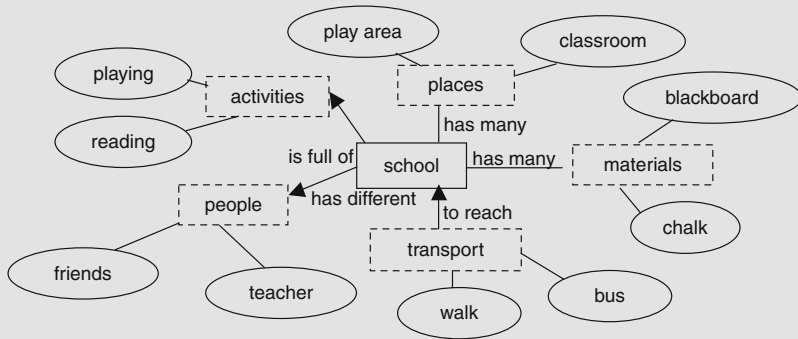 play area
classroom
playing
places
activities
blackboard
reading
has many
is full of
school
has many
materials
people
has different
to reach
chalk
transport
friends
teacher
walk
bus